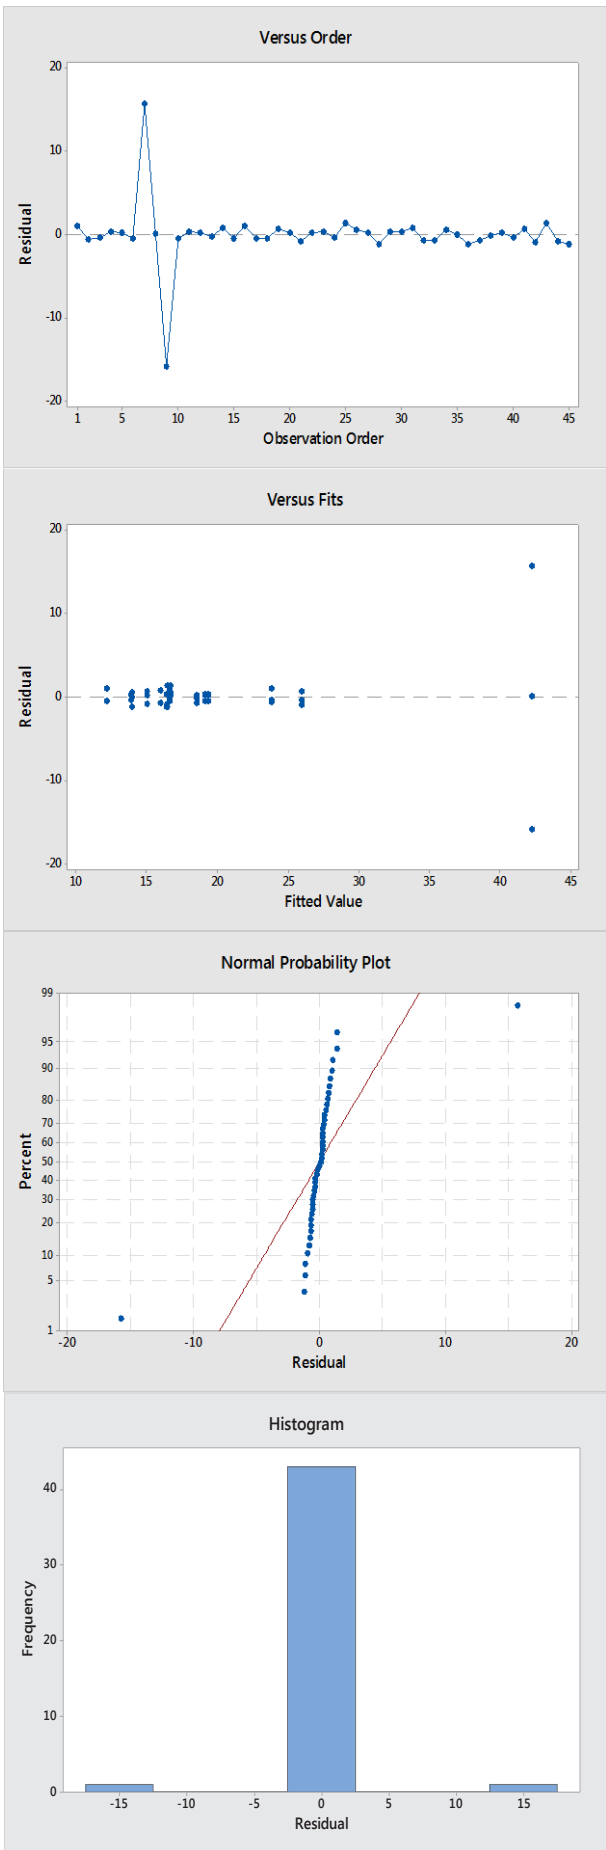 Versus Order
20
10
0
-10
-20
Residual
1 5 10 15 20 25 30 35 40 45
Observation Order
Versus Fits
20
10
0
-10
-20
Residual
10 15 20 25 30 35 40 45
Fitted Value
Normal Probability Plot
99
95
90
80
70
60
50
40
30
20
10
5
1
Percent
-20 -10 0 10 20
Residual
Histogram
40
30
20
10
0
Frequency
-15 -10 -5 0 5 10 15
Residual